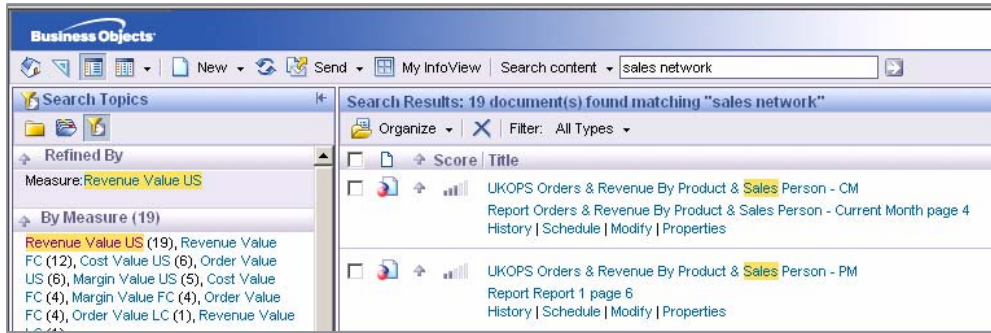 Business Objects
New Send My InfoView Search content sales network
Search Topics
Search Results: 19 document(s) found matching "sales network"
Organize Filter: All Types
Refined By
Score Title
Measure:Revenue Value US
UKOPS Orders & Revenue By Product & Sales Person - CM
Report Orders & Revenue By Product & Sales Person - Current Month page 4
History | Schedule | Modify | Properties
By Measure (19)
Revenue Value US (19), Revenue Value
FC (12), Cost Value US (6), Order Value
US (6), Margin Value US (5), Cost Value
FC (4), Margin Value FC (4), Order Value
FC (4), Order Value LC (1), Revenue Value
UKOPS Orders & Revenue By Product & Sales Person - PM
Report Report 1 page 6
History | Schedule | Modify | Properties